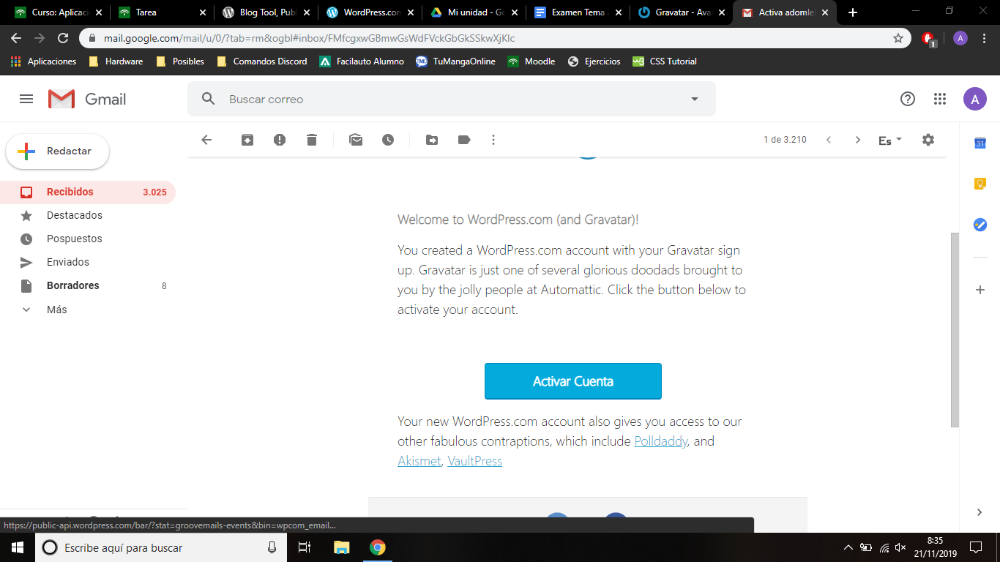 Curso: Aplicac
Tarea
Blog Tool, Pub
WordPress.con
Mi unidad - Go
Examen Tema
Gravatar - Ava
Activa adomle
mail.google.com/mail/u/0/?tab=rm&ogbl#inbox/FMfcgxwGBmwGsWdFVckGbGkSSkwXjKlc
1
A
Aplicaciones
Hardware
Posibles
Comandos Discord
Facilauto Alumno
TuMangaOnline
Moodle
Ejercicios
CSS Tutorial
Gmail
Buscar correo
A
Redactar
1 de 3.210
Es
31
Recibidos 3.025
Destacados
Pospuestos
Enviados
Borradores 8
Más
Welcome to WordPress.com (and Gravatar)!
You created a WordPress.com account with your Gravatar sign
up. Gravatar is just one of several glorious doodads brought to
you by the jolly people at Automattic. Click the button below to
activate your account.
Activar Cuenta
Your new WordPress.com account also gives you access to our
other fabulous contraptions, which include Polldaddy, and
Akismet, VaultPress
https://public-api.wordpress.com/bar/?stat=groovemails-events&bin=wpcom_email...
Escribe aquí para buscar
8:35
21/11/2019